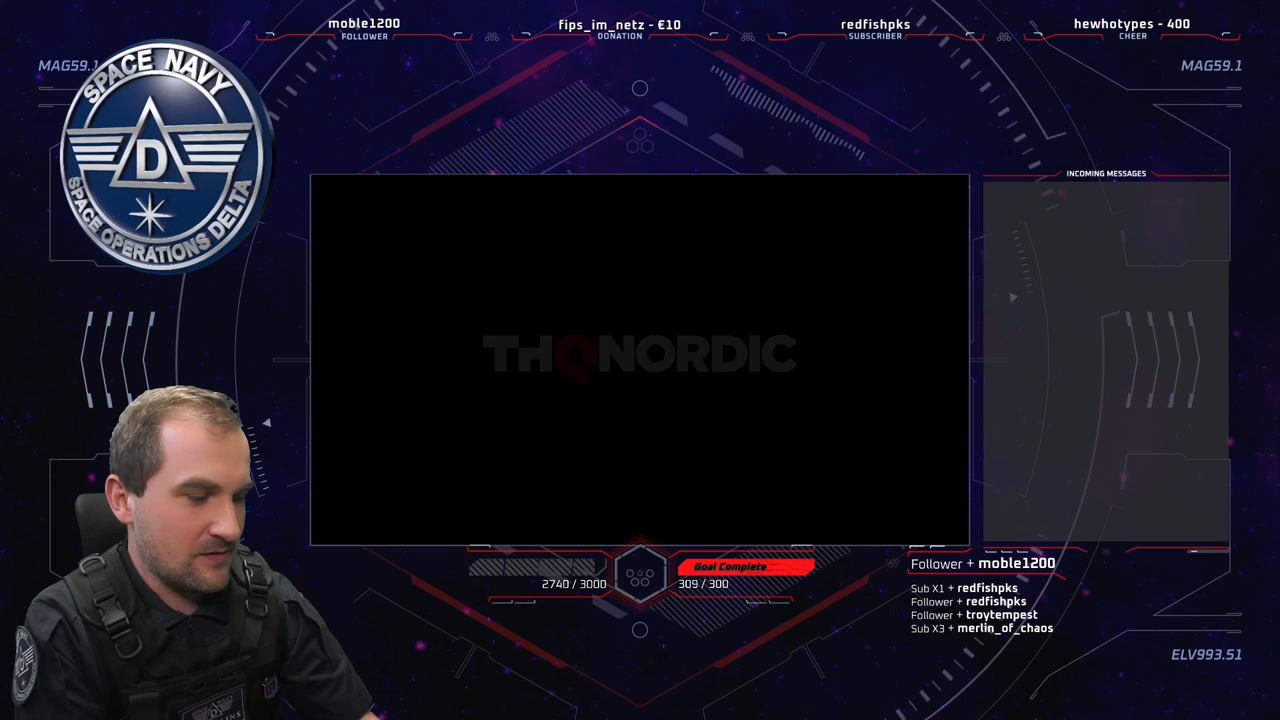 moble1200
FOLLOWER
fips_im_netz - €10
DONATION
redfishpks
SUBSCRIBER
hewhotypes - 400
CHEER
MAG59.1
MAG59.1
SPACE NAVY
D
SPACE OPERATIONS DELTA
INCOMING MESSAGES
THQNORDIC
Goal Complete
2740 / 3000
309 / 300
Follower + moble1200
Sub X1 + redfishpks
Follower + redfishpks
Follower + troytempest
Sub X3 + merlin_of_chaos
ELV993.51
D